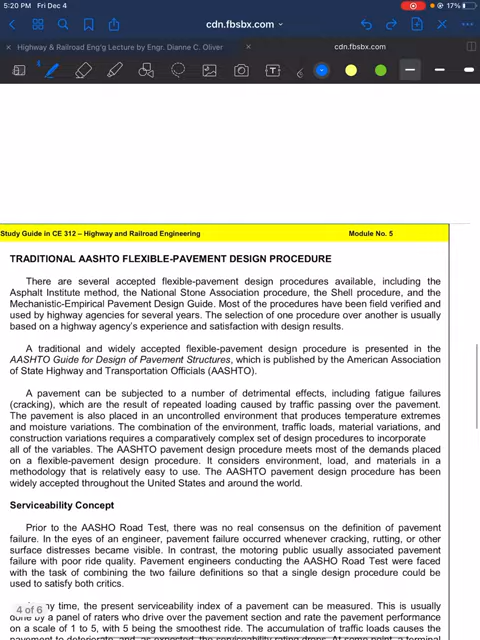 5:20 PM Fri Dec 4
17%
cdn.fbsbx.com
Highway & Railroad Eng'g Lecture by Engr. Dianne C. Oliver
cdn.fbsbx.com
Study Guide in CE 312 – Highway and Railroad Engineering Module No. 5
TRADITIONAL AASHTO FLEXIBLE-PAVEMENT DESIGN PROCEDURE
There are several accepted flexible-pavement design procedures available, including the
Asphalt Institute method, the National Stone Association procedure, the Shell procedure, and the
Mechanistic-Empirical Pavement Design Guide. Most of the procedures have been field verified and
used by highway agencies for several years. The selection of one procedure over another is usually
based on a highway agency's experience and satisfaction with design results.
A traditional and widely accepted flexible-pavement design procedure is presented in the
AASHTO Guide for Design of Pavement Structures, which is published by the American Association
of State Highway and Transportation Officials (AASHTO).
A pavement can be subjected to a number of detrimental effects, including fatigue failures
(cracking), which are the result of repeated loading caused by traffic passing over the pavement.
The pavement is also placed in an uncontrolled environment that produces temperature extremes
and moisture variations. The combination of the environment, traffic loads, material variations, and
construction variations requires a comparatively complex set of design procedures to incorporate
all of the variables. The AASHTO pavement design procedure meets most of the demands placed
on a flexible-pavement design procedure. It considers environment, load, and materials in a
methodology that is relatively easy to use. The AASHTO pavement design procedure has been
widely accepted throughout the United States and around the world.
Serviceability Concept
Prior to the AASHO Road Test, there was no real consensus on the definition of pavement
failure. In the eyes of an engineer, pavement failure occurred whenever cracking, rutting, or other
surface distresses became visible. In contrast, the motoring public usually associated pavement
failure with poor ride quality. Pavement engineers conducting the AASHO Road Test were faced
with the task of combining the two failure definitions so that a single design procedure could be
used to satisfy both critics.
4 of 6
time, the present serviceability index of a pavement can be measured. This is usually
done by a panel of raters who drive over the pavement section and rate the pavement performance
on a scale of 1 to 5, with 5 being the smoothest ride. The accumulation of traffic loads causes the